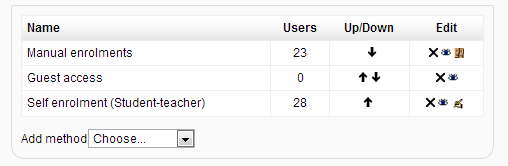 Name Users Up/Down Edit
Manual enrolments 23
Guest access 0
Self enrolment (Student-teacher) 28
Add method Choose...